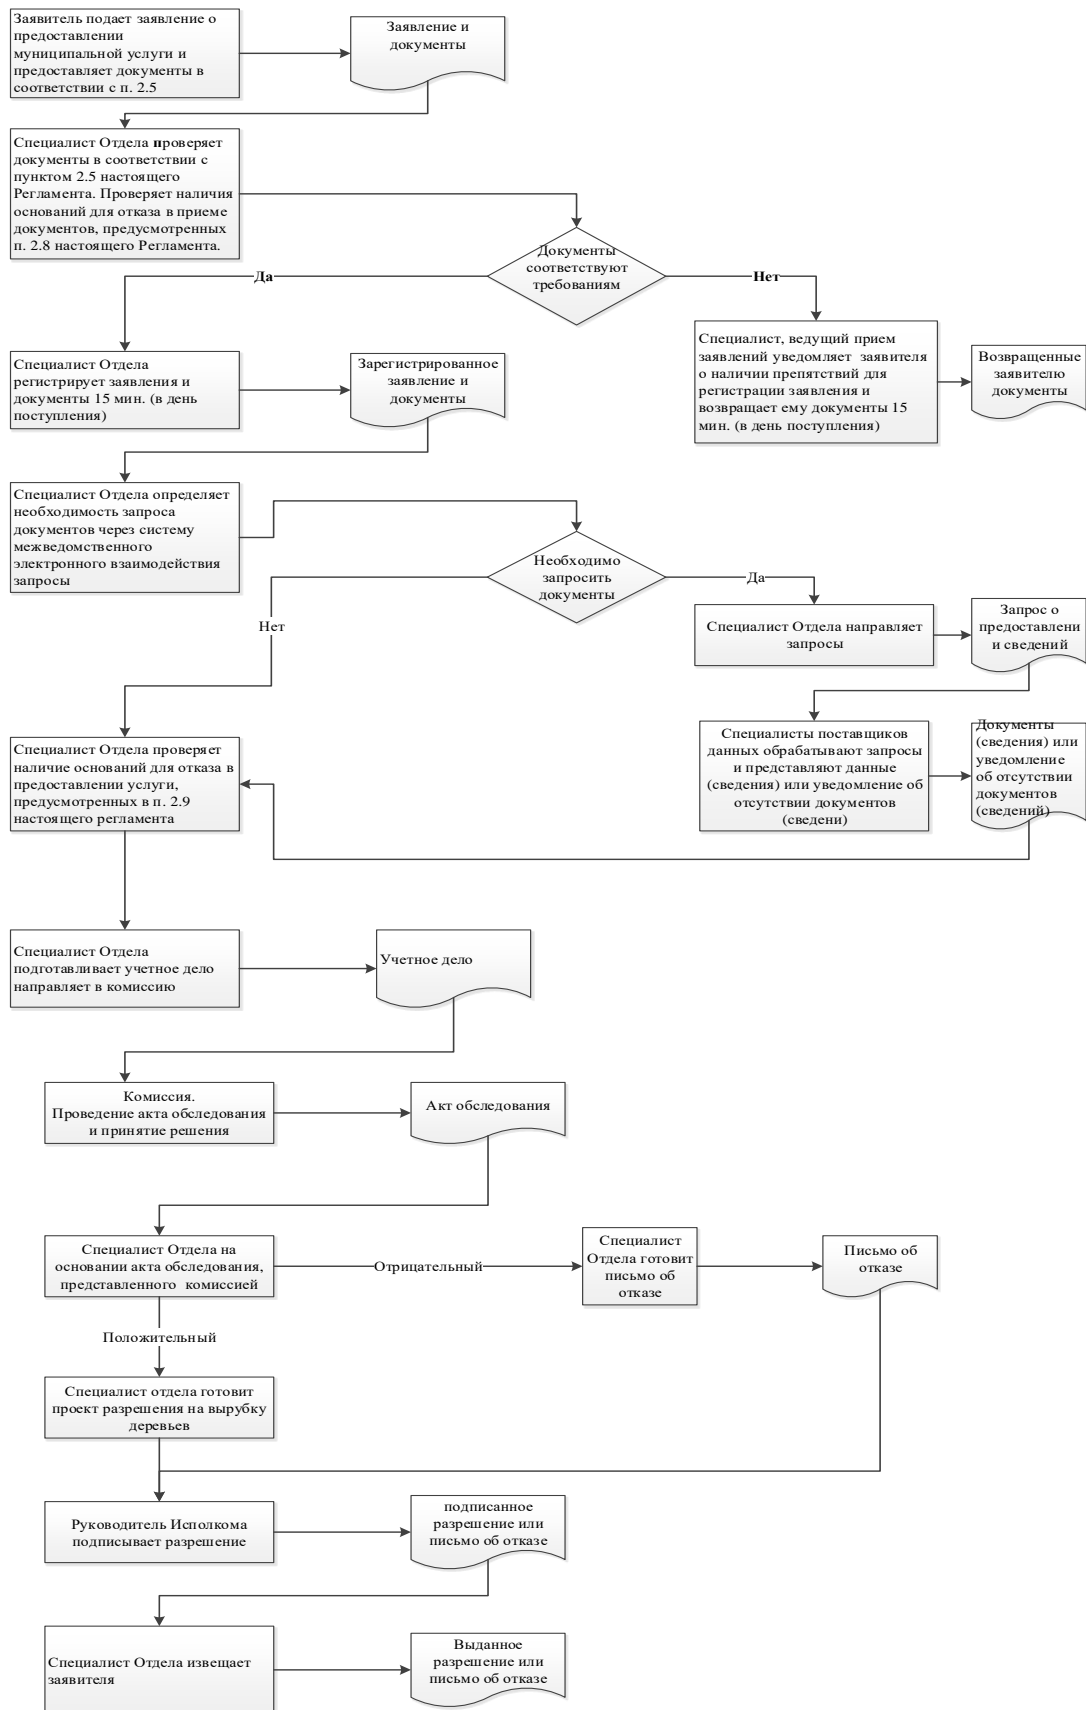 Заявитель подает заявление о
предоставлении
муниципальной услуги и
предоставляет документы в
соответствии с п. 2.5
Заявление и
документы
Специалист Отдела проверяет
документы в соответствии с
пунктом 2.5 настоящего
Регламента. Проверяет наличия
оснований для отказа в приеме
документов, предусмотренных
п. 2.8 настоящего Регламента.
Документы
соответствуют
требованиям
Да
Нет
Специалист Отдела
регистрирует заявления и
документы 15 мин. (в день
поступления)
Зарегистрированное
заявление и
документы
Специалист, ведущий прием
заявлений уведомляет заявителя
о наличии препятствий для
регистрации заявления и
возвращает ему документы 15
мин. (в день поступления)
Возвращенные
заявителю
документы
Специалист Отдела определяет
необходимость запроса
документов через систему
межведомственного
электронного взаимодействия
запросы
Необходимо
запросить
документы
Да
Нет
Специалист Отдела направляет
запросы
Запрос о
предоставлени
и сведений
Специалисты поставщиков
данных обрабатывают запросы
и представляют данные
(сведения) или уведомление об
отсутствии документов
(сведени)
Документы
(сведения) или
уведомление
об отсутствии
документов
(сведений)
Специалист Отдела проверяет
наличие оснований для отказа в
предоставлении услуги,
предусмотренных в п. 2.9
настоящего регламента
Специалист Отдела
подготавливает учетное дело
направляет в комиссию
Учетное дело
Комиссия.
Проведение акта обследования
и принятие решения
Акт обследования
Специалист Отдела на
основании акта обследования,
представленного комиссией
Отрицательный
Специалист
Отдела готовит
письмо об
отказе
Письмо об
отказе
Положительный
Специалист отдела готовит
проект разрешения на вырубку
деревьев
Руководитель Исполкома
подписывает разрешение
подписанное
разрешение или
письмо об отказе
Специалист Отдела извещает
заявителя
Выданное
разрешение или
письмо об отказе